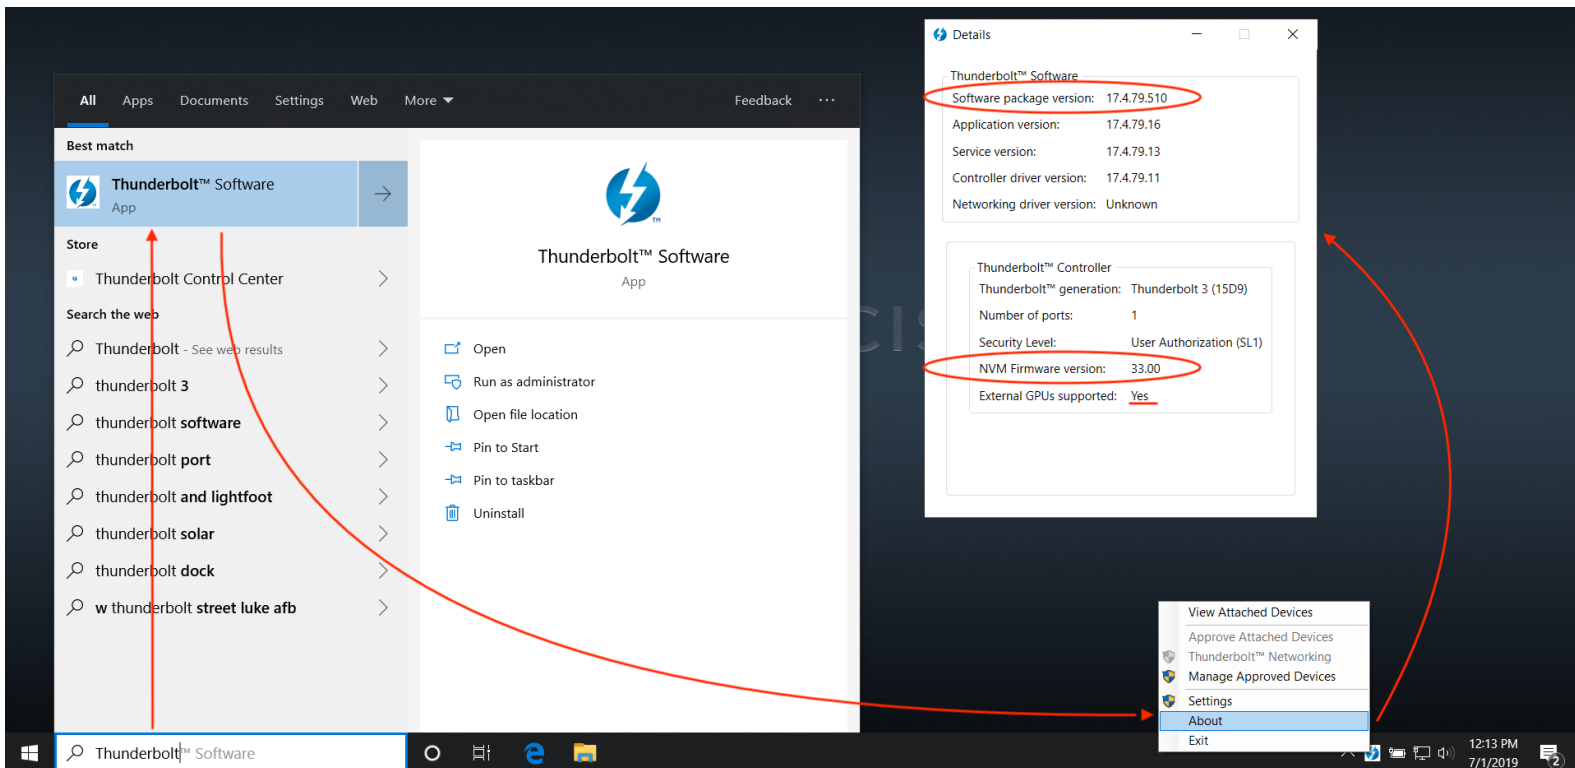 All Apps Documents Settings Web More Feedback ...
Best match
Thunderbolt™ Software
App
Store
Thunderbolt Control Center
Search the web
Thunderbolt - See web results
thunderbolt 3
thunderbolt software
thunderbolt port
thunderbolt and lightfoot
thunderbolt solar
thunderbolt dock
w thunderbolt street luke afb
Thunderbolt™ Software
TM
Thunderbolt™ Software
App
Open
Run as administrator
Open file location
Pin to Start
Pin to taskbar
Uninstall
CIS
Details
Thunderbolt™ Software
Software package version: 17.4.79.510
Application version: 17.4.79.16
Service version: 17.4.79.13
Controller driver version: 17.4.79.11
Networking driver version: Unknown
Thunderbolt™ Controller
Thunderbolt™ generation: Thunderbolt 3 (15D9)
Number of ports: 1
Security Level: User Authorization (SL1)
NVM Firmware version: 33.00
External GPUs supported: Yes
View Attached Devices
Approve Attached Devices
Thunderbolt™ Networking
Manage Approved Devices
Settings
About
Exit
12:13 PM
7/1/2019
2